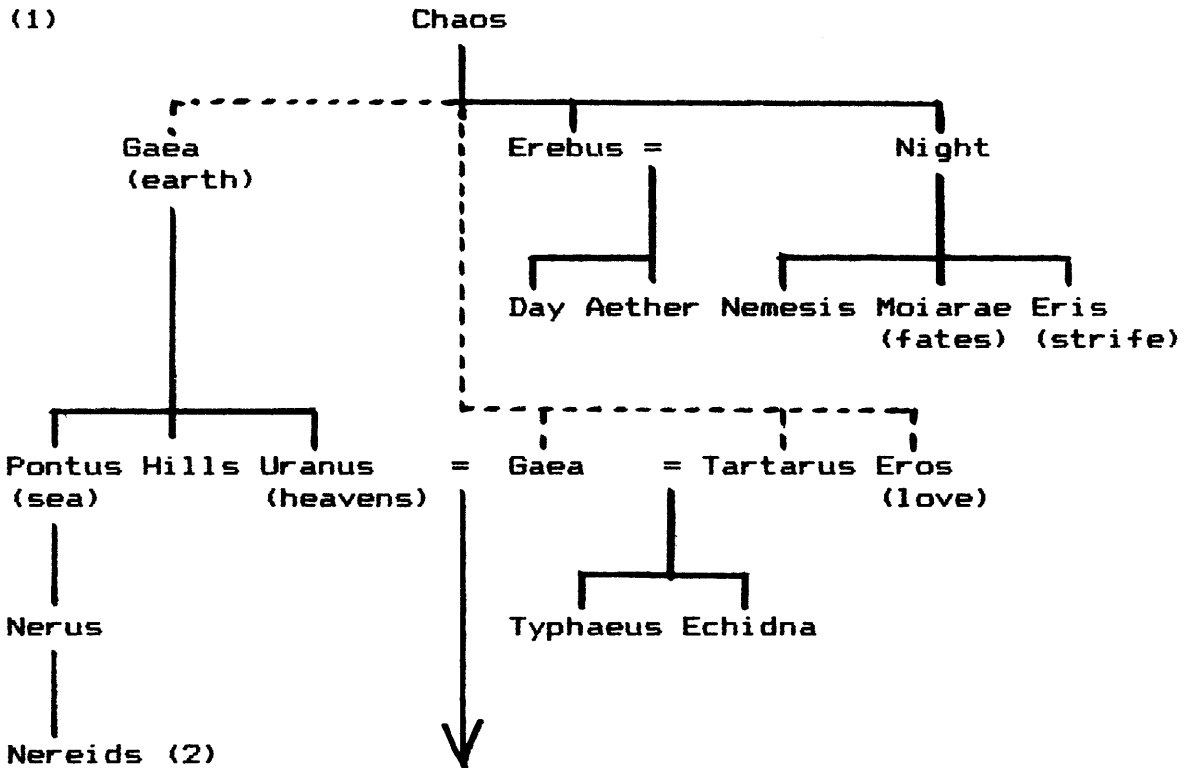 (1) Chaos
Gaea Erebus = Night
(earth)
Day Aether Nemesis Moiarae Eris
(fates) (strife)
Pontus Hills Uranus = Gaea = Tartarus Eros
(sea) (heavens) (love)
Nerus Typhaeus Echidna
Nereids (2)